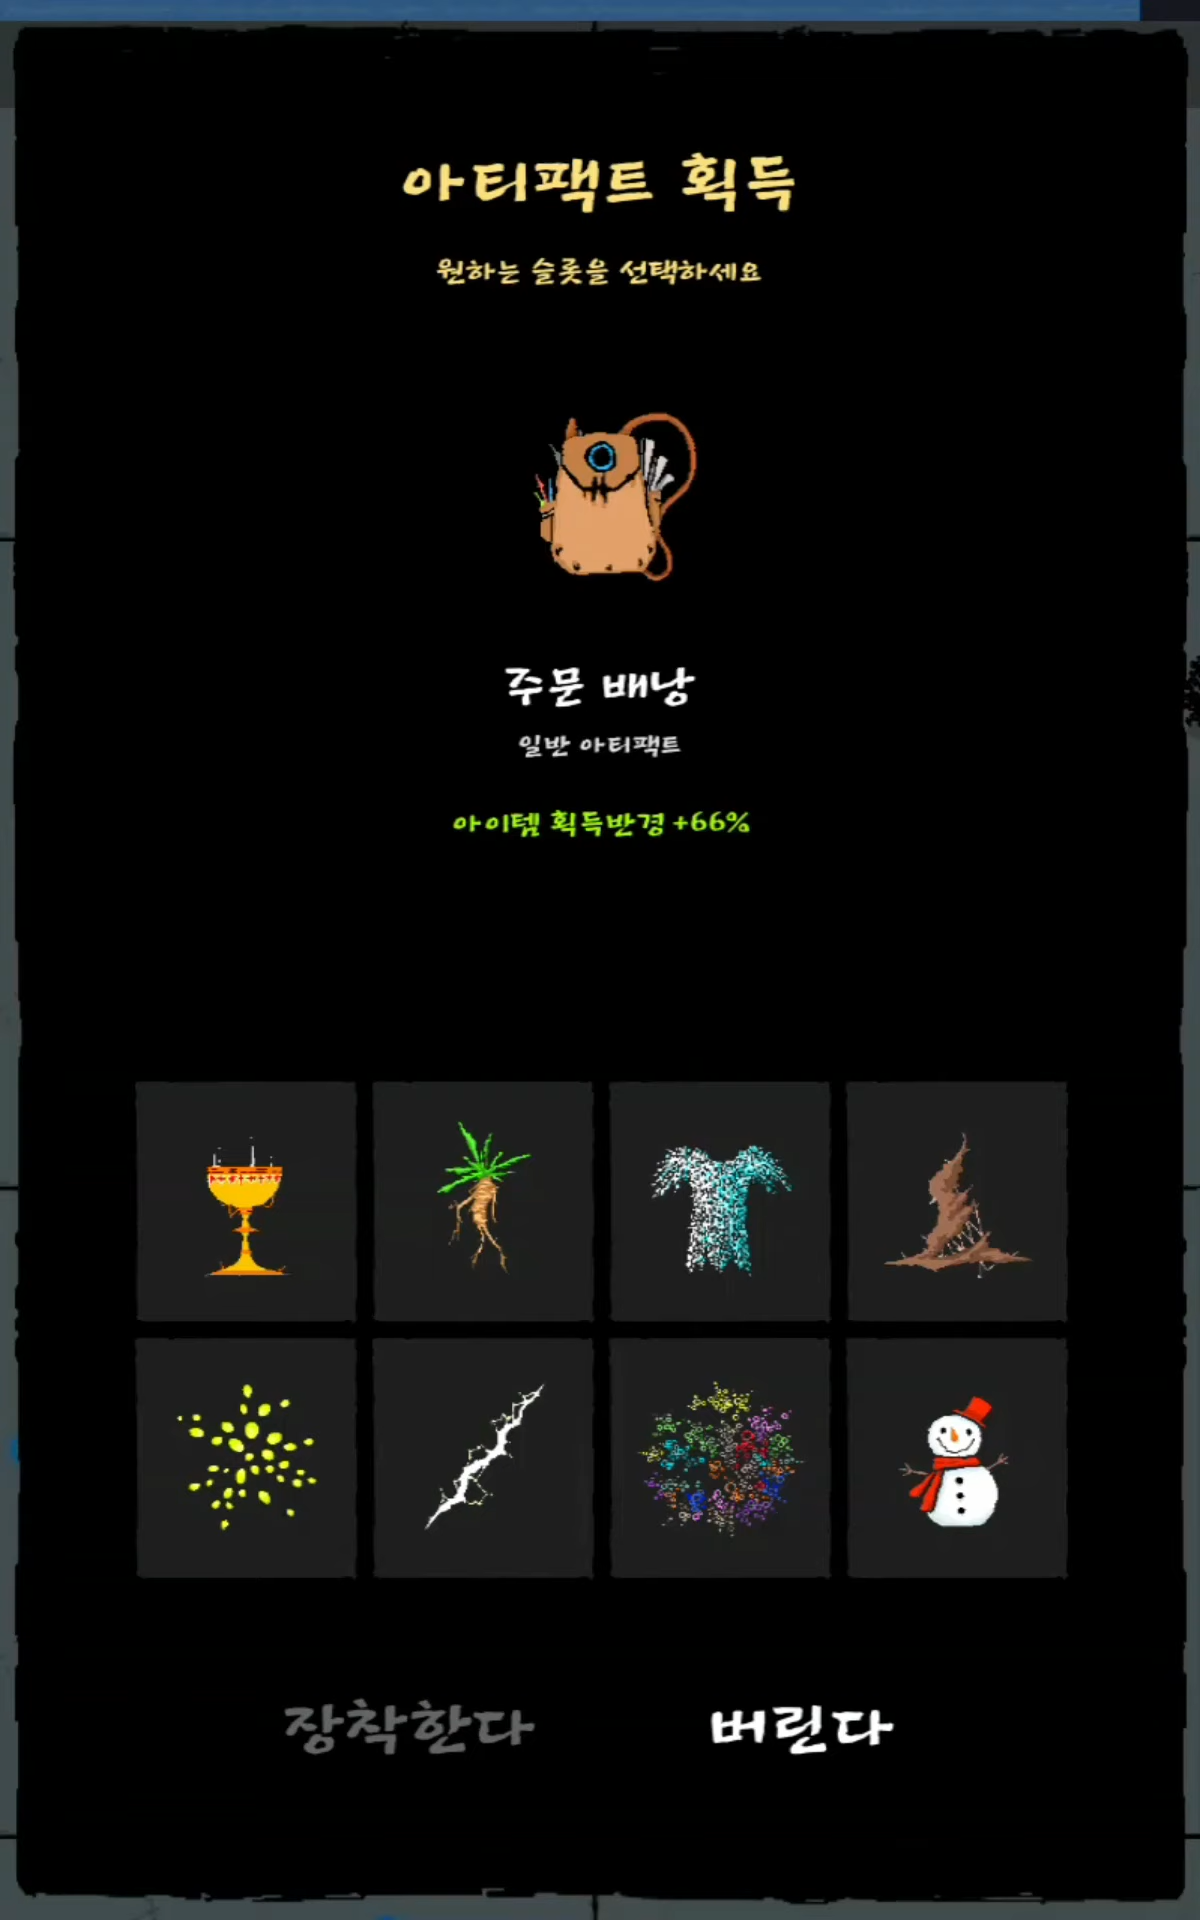 아티팩트 획득
원하는 슬롯을 선택하세요
주문 배낭
일반 아티팩트
아이템 획득반경 +66%
장착한다
버린다